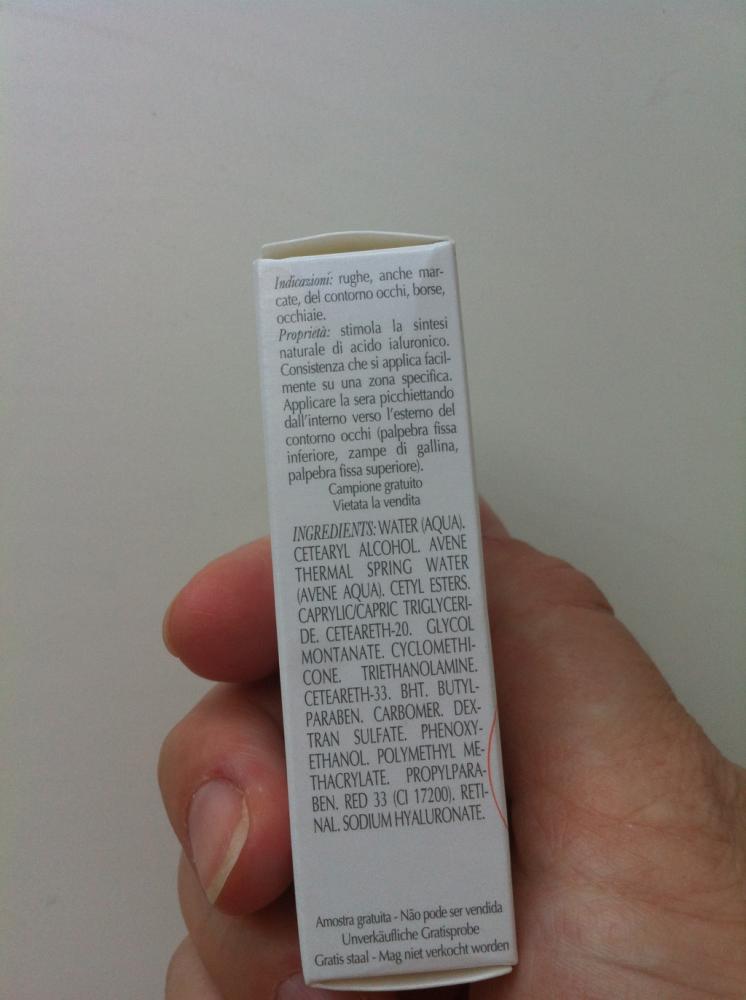 Indicazioni: rughe, anche mar-
cate, del contorno occhi, borse,
occhiaie.
Proprietà: stimola la sintesi
naturale di acido ialuronico.
Consistenza che si applica facil-
mente su una zona specifica.
Applicare la sera picchiettando
dall'interno verso l'esterno del
contorno occhi (palpebra fissa
inferiore, zampe di gallina,
palpebra fissa superiore).
Campione gratuito
Vietata la vendita
INGREDIENTS: WATER (AQUA).
CETEARYL ALCOHOL. AVENE
THERMAL SPRING WATER
(AVENE AQUA). CETYL ESTERS.
CAPRYLIC/CAPRIC TRIGLYCERI-
DE. CETEARETH-20. GLYCOL
MONTANATE. CYCLOMETHI-
CONE. TRIETHANOLAMINE.
CETEARETH-33. BHT. BUTYL-
PARABEN. CARBOMER. DEX-
TRAN SULFATE. PHENOXY-
ETHANOL. POLYMETHYL ME-
THACRYLATE. PROPYLPARA-
BEN. RED 33 (CI 17200). RETI-
NAL. SODIUM HYALURONATE.
Amostra gratuita - Não pode ser vendida
Unverkäufliche Gratisprobe
Gratis staal - Mag niet verkocht worden